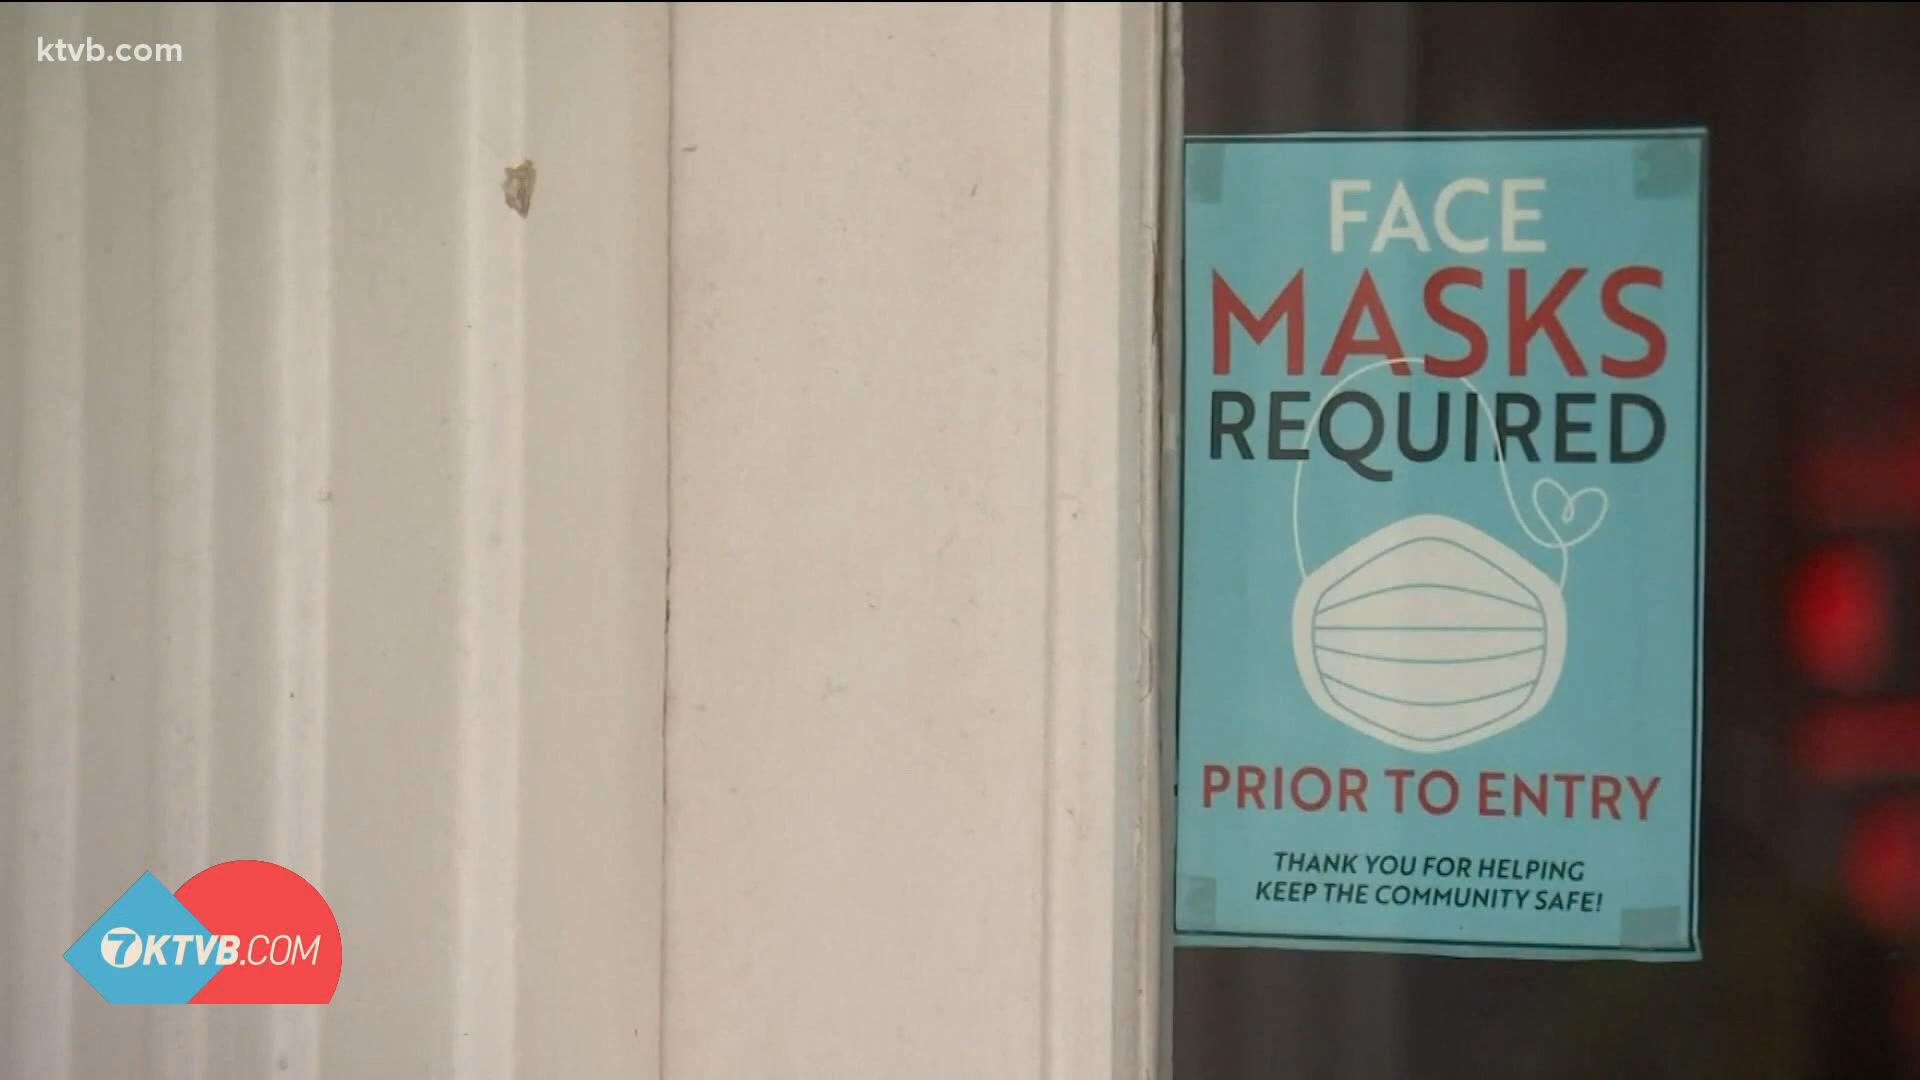 ktvb.com
FACE
MASKS
REQUIRED
PRIOR TO ENTRY
THANK YOU FOR HELPING
KEEP THE COMMUNITY SAFE!
7KTVB.COM